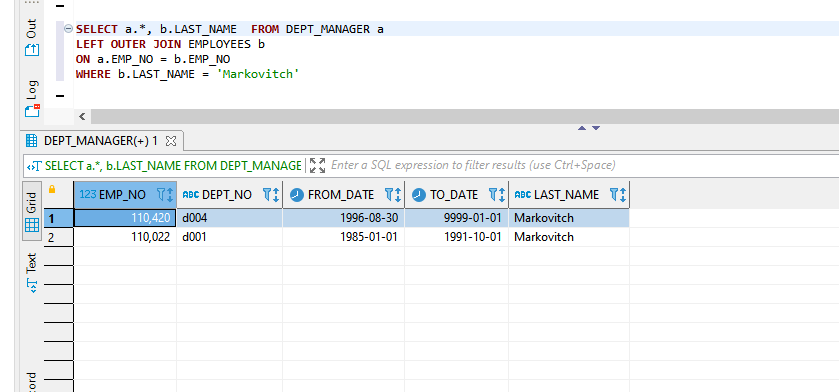 Out
Log
SELECT a.*, b.LAST_NAME  FROM DEPT_MANAGER a
LEFT OUTER JOIN EMPLOYEES b
ON a.EMP_NO = b.EMP_NO
WHERE b.LAST_NAME = 'Markovitch'
DEPT_MANAGER(+) 1
SELECT a.*, b.LAST_NAME FROM DEPT_MANAGE
Enter a SQL expression to filter results (use Ctrl+Space)
Grid
Text
ord
123 EMP_NO ABC DEPT_NO FROM_DATE TO_DATE ABC LAST_NAME
1 110,420 d004 1996-08-30 9999-01-01 Markovitch
2 110,022 d001 1985-01-01 1991-10-01 Markovitch